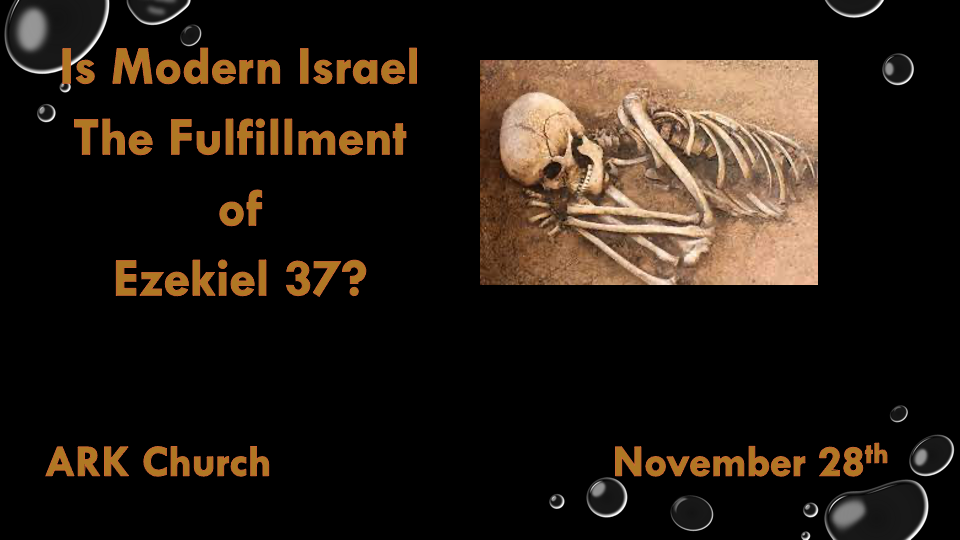 Is Modern Israel
The Fulfillment
of
Ezekiel 37?
ARK Church
November 28th